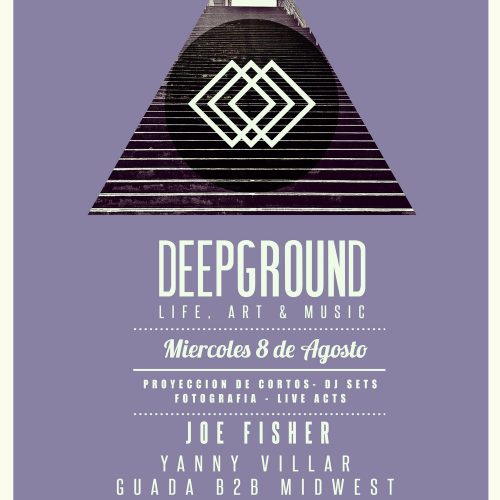 DEEPGROUND
LIFE, ART & MUSIC
Miercoles 8 de Agosto
PROYECCION DE CORTOS- DJ SETS
FOTOGRAFIA - LIVE ACTS
JOE FISHER
YANNY VILLAR
GUADA B2B MIDWEST